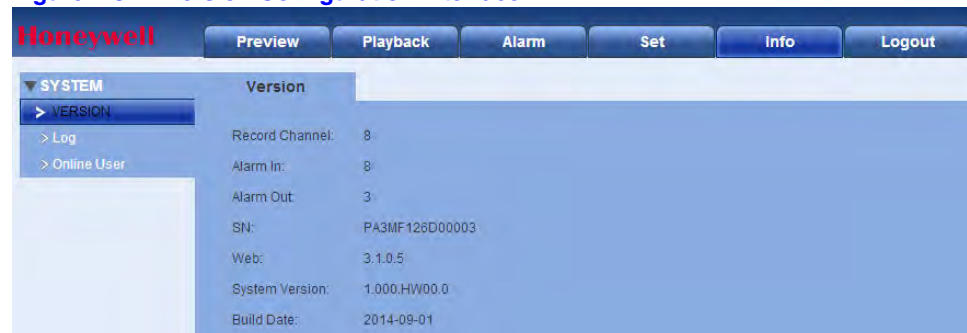 Honeywell
Preview Playback Alarm Set Info Logout
SYSTEM
> VERSION
> Log
> Online User
Version
Record Channel: 8
Alarm In: 8
Alarm Out: 3
SN: PA3MF126D00003
Web: 3.1.0.5
System Version: 1.000.HW00.0
Build Date: 2014-09-01